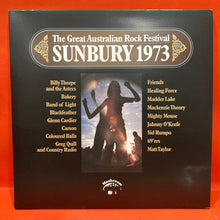 The Great Australian Rock Festival
SUNBURY 1973
Billy Thorpe
and the Aztecs
Bakery
Band of Light
Blackfeather
Glenn Cardier
Carson
Coloured Balls
Greg Quill
and Country Radio
Friends
Healing Force
Madder Lake
Mackenzie Theory
Mighty Mouse
Johnny O'Keefe
Sid Rumpo
69'ers
Matt Taylor